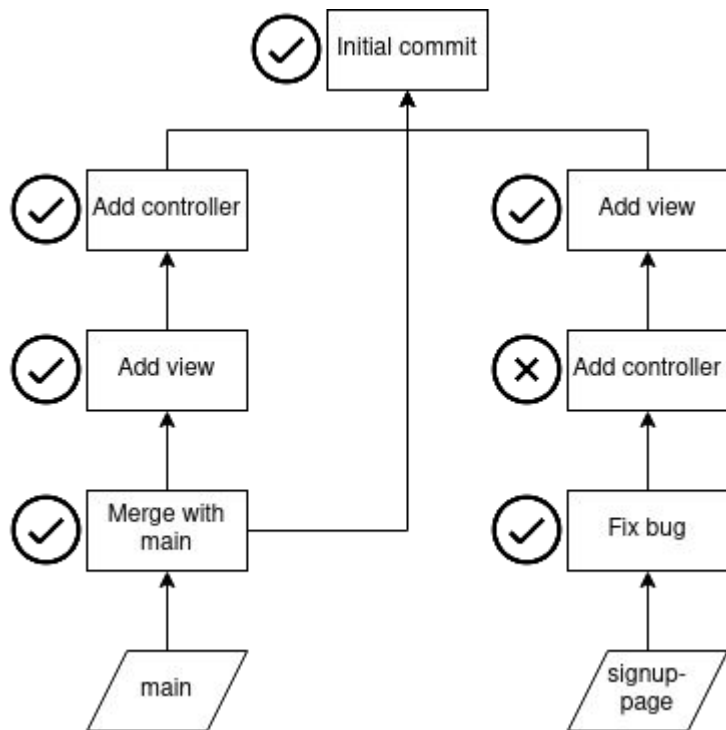 Initial commit
Add controller
Add view
Add view
Add controller
Merge with
main
Fix bug
main
signup-
page